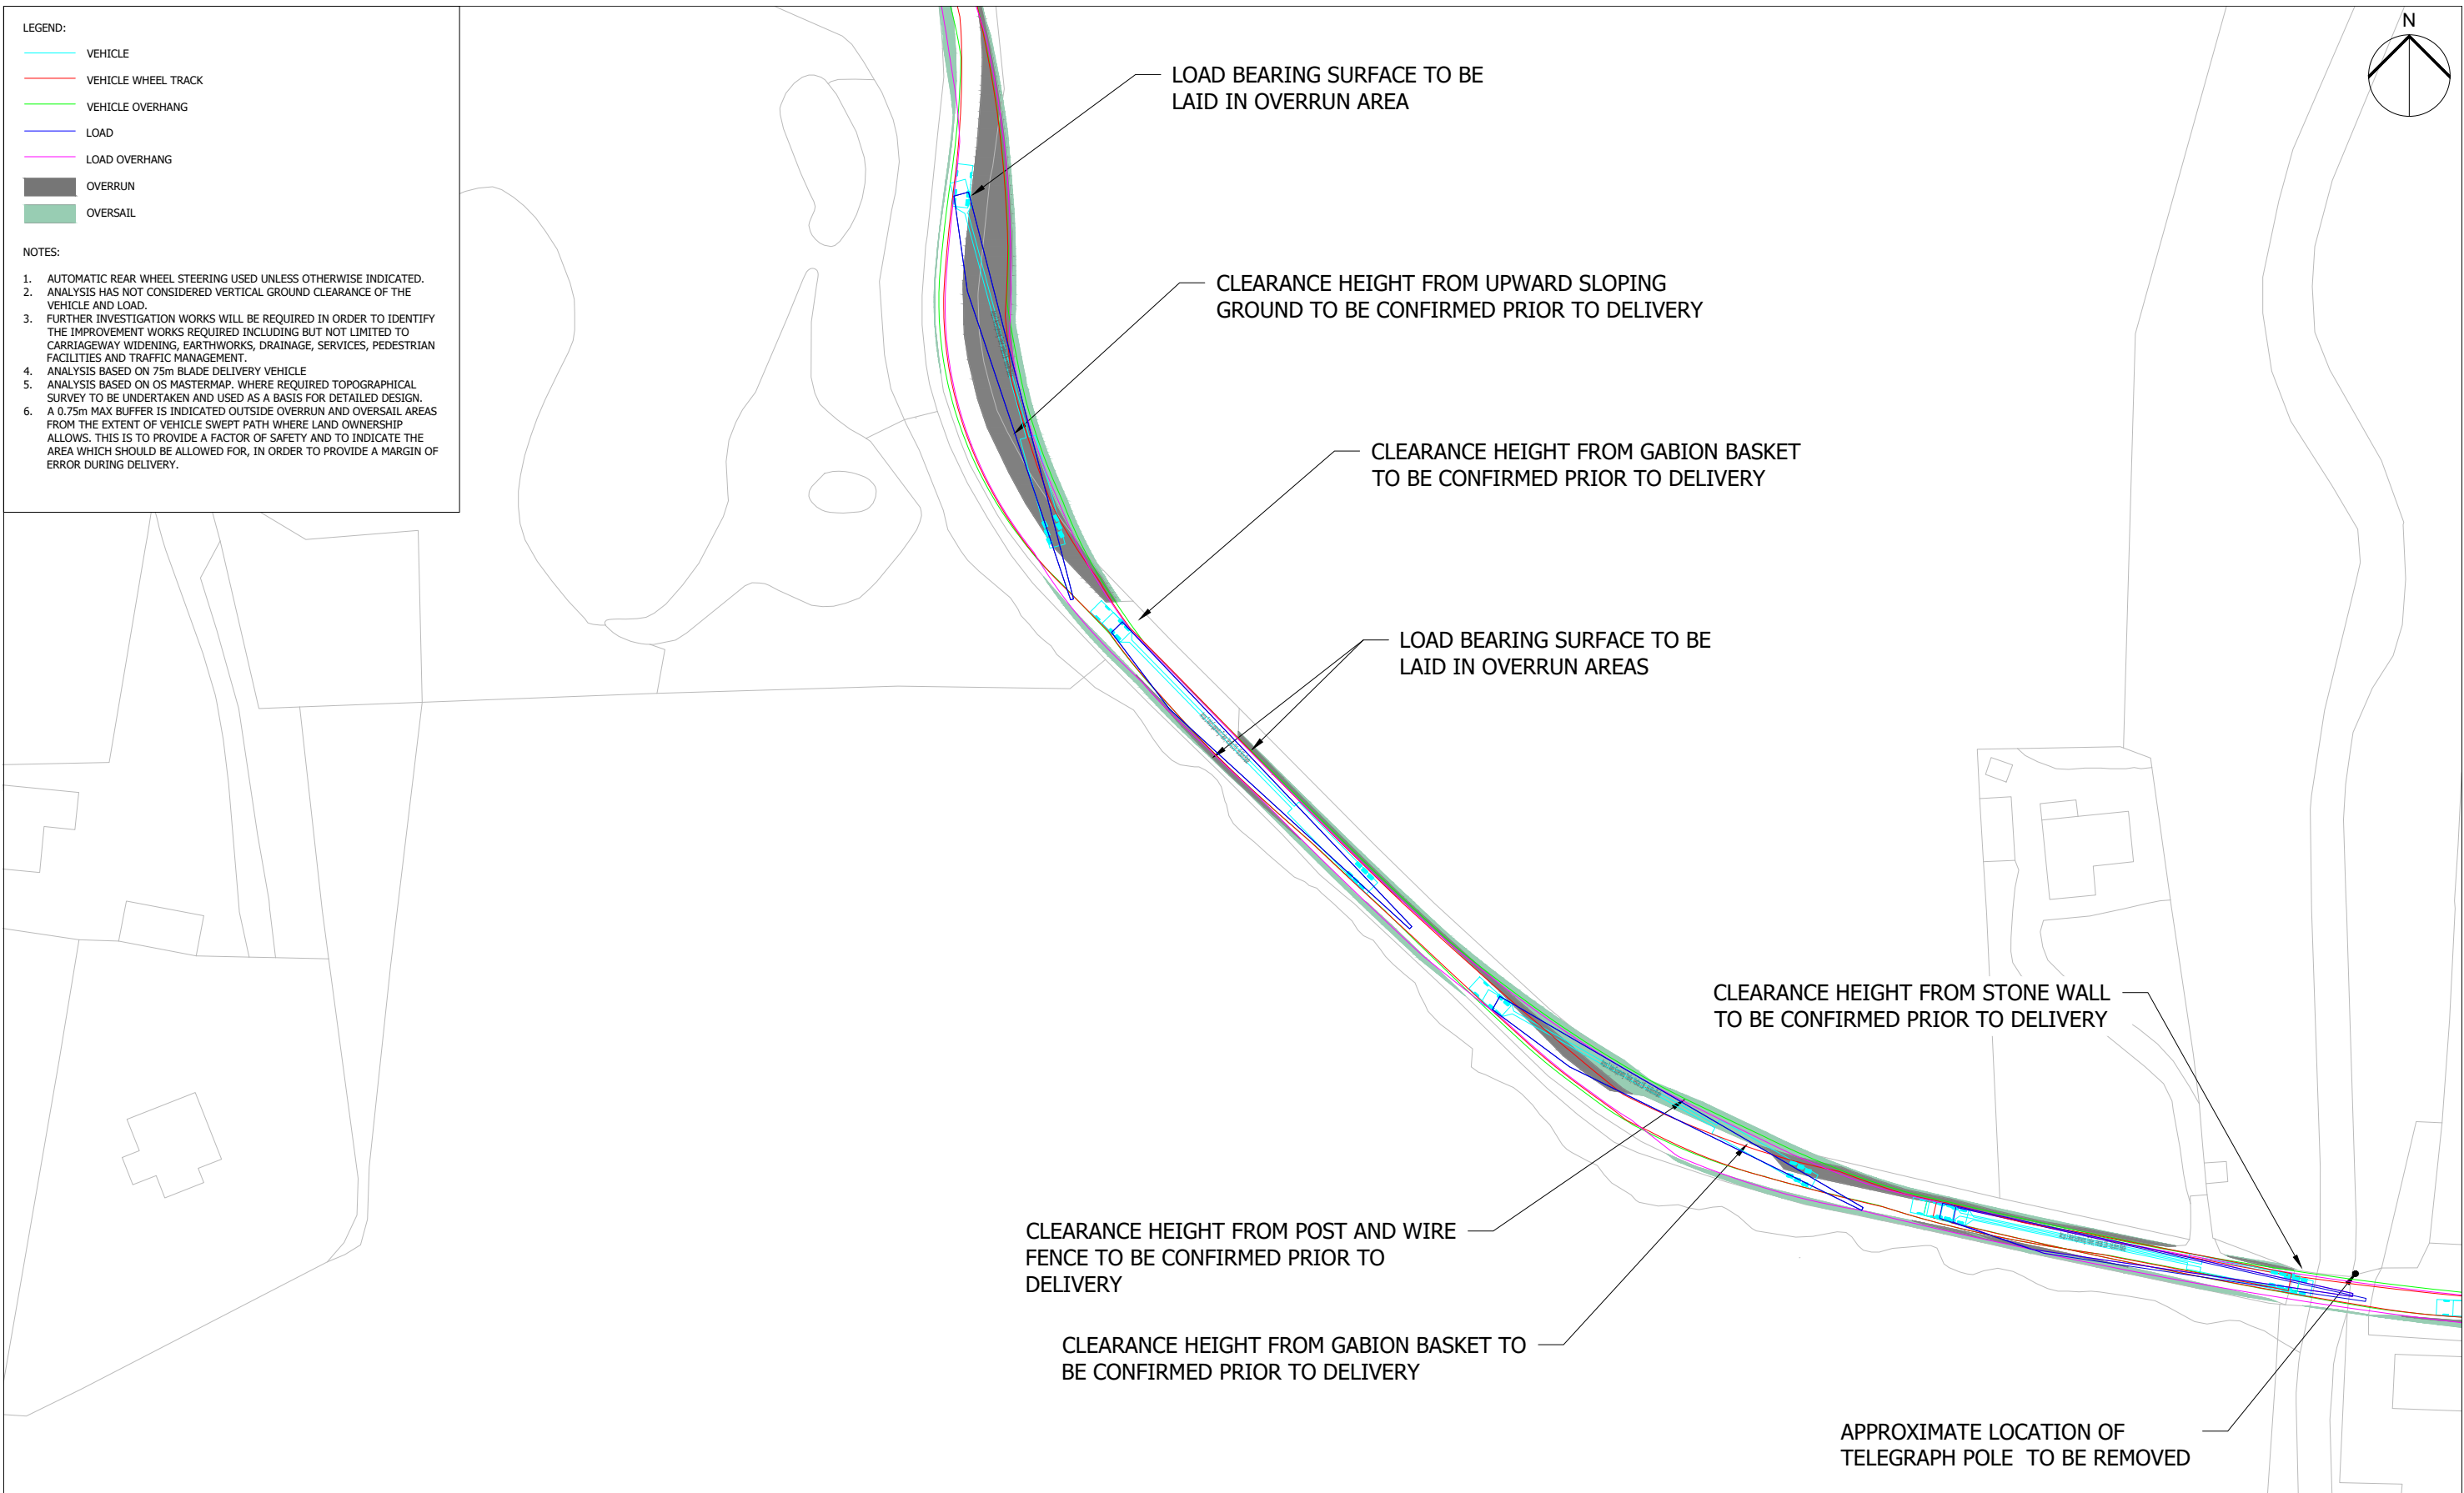 LEGEND:
VEHICLE
VEHICLE WHEEL TRACK
VEHICLE OVERHANG
LOAD
LOAD OVERHANG
OVERRUN
OVERSAIL
NOTES:
1. AUTOMATIC REAR WHEEL STEERING USED UNLESS OTHERWISE INDICATED.
2. ANALYSIS HAS NOT CONSIDERED VERTICAL GROUND CLEARANCE OF THE
VEHICLE AND LOAD.
3. FURTHER INVESTIGATION WORKS WILL BE REQUIRED IN ORDER TO IDENTIFY
THE IMPROVEMENT WORKS REQUIRED INCLUDING BUT NOT LIMITED TO
CARRIAGEWAY WIDENING, EARTHWORKS, DRAINAGE, SERVICES, PEDESTRIAN
FACILITIES AND TRAFFIC MANAGEMENT.
4. ANALYSIS BASED ON 75m BLADE DELIVERY VEHICLE
5. ANALYSIS BASED ON OS MASTERMAP. WHERE REQUIRED TOPOGRAPHICAL
SURVEY TO BE UNDERTAKEN AND USED AS A BASIS FOR DETAILED DESIGN.
6. A 0.75m MAX BUFFER IS INDICATED OUTSIDE OVERRUN AND OVERSAIL AREAS
FROM THE EXTENT OF VEHICLE SWEPT PATH WHERE LAND OWNERSHIP
ALLOWS. THIS IS TO PROVIDE A FACTOR OF SAFETY AND TO INDICATE THE
AREA WHICH SHOULD BE ALLOWED FOR, IN ORDER TO PROVIDE A MARGIN OF
ERROR DURING DELIVERY.
N
LOAD BEARING SURFACE TO BE
LAID IN OVERRUN AREA
CLEARANCE HEIGHT FROM UPWARD SLOPING
GROUND TO BE CONFIRMED PRIOR TO DELIVERY
CLEARANCE HEIGHT FROM GABION BASKET
TO BE CONFIRMED PRIOR TO DELIVERY
LOAD BEARING SURFACE TO BE
LAID IN OVERRUN AREAS
CLEARANCE HEIGHT FROM STONE WALL
TO BE CONFIRMED PRIOR TO DELIVERY
CLEARANCE HEIGHT FROM POST AND WIRE
FENCE TO BE CONFIRMED PRIOR TO
DELIVERY
CLEARANCE HEIGHT FROM GABION BASKET TO
BE CONFIRMED PRIOR TO DELIVERY
APPROXIMATE LOCATION OF
TELEGRAPH POLE TO BE REMOVED